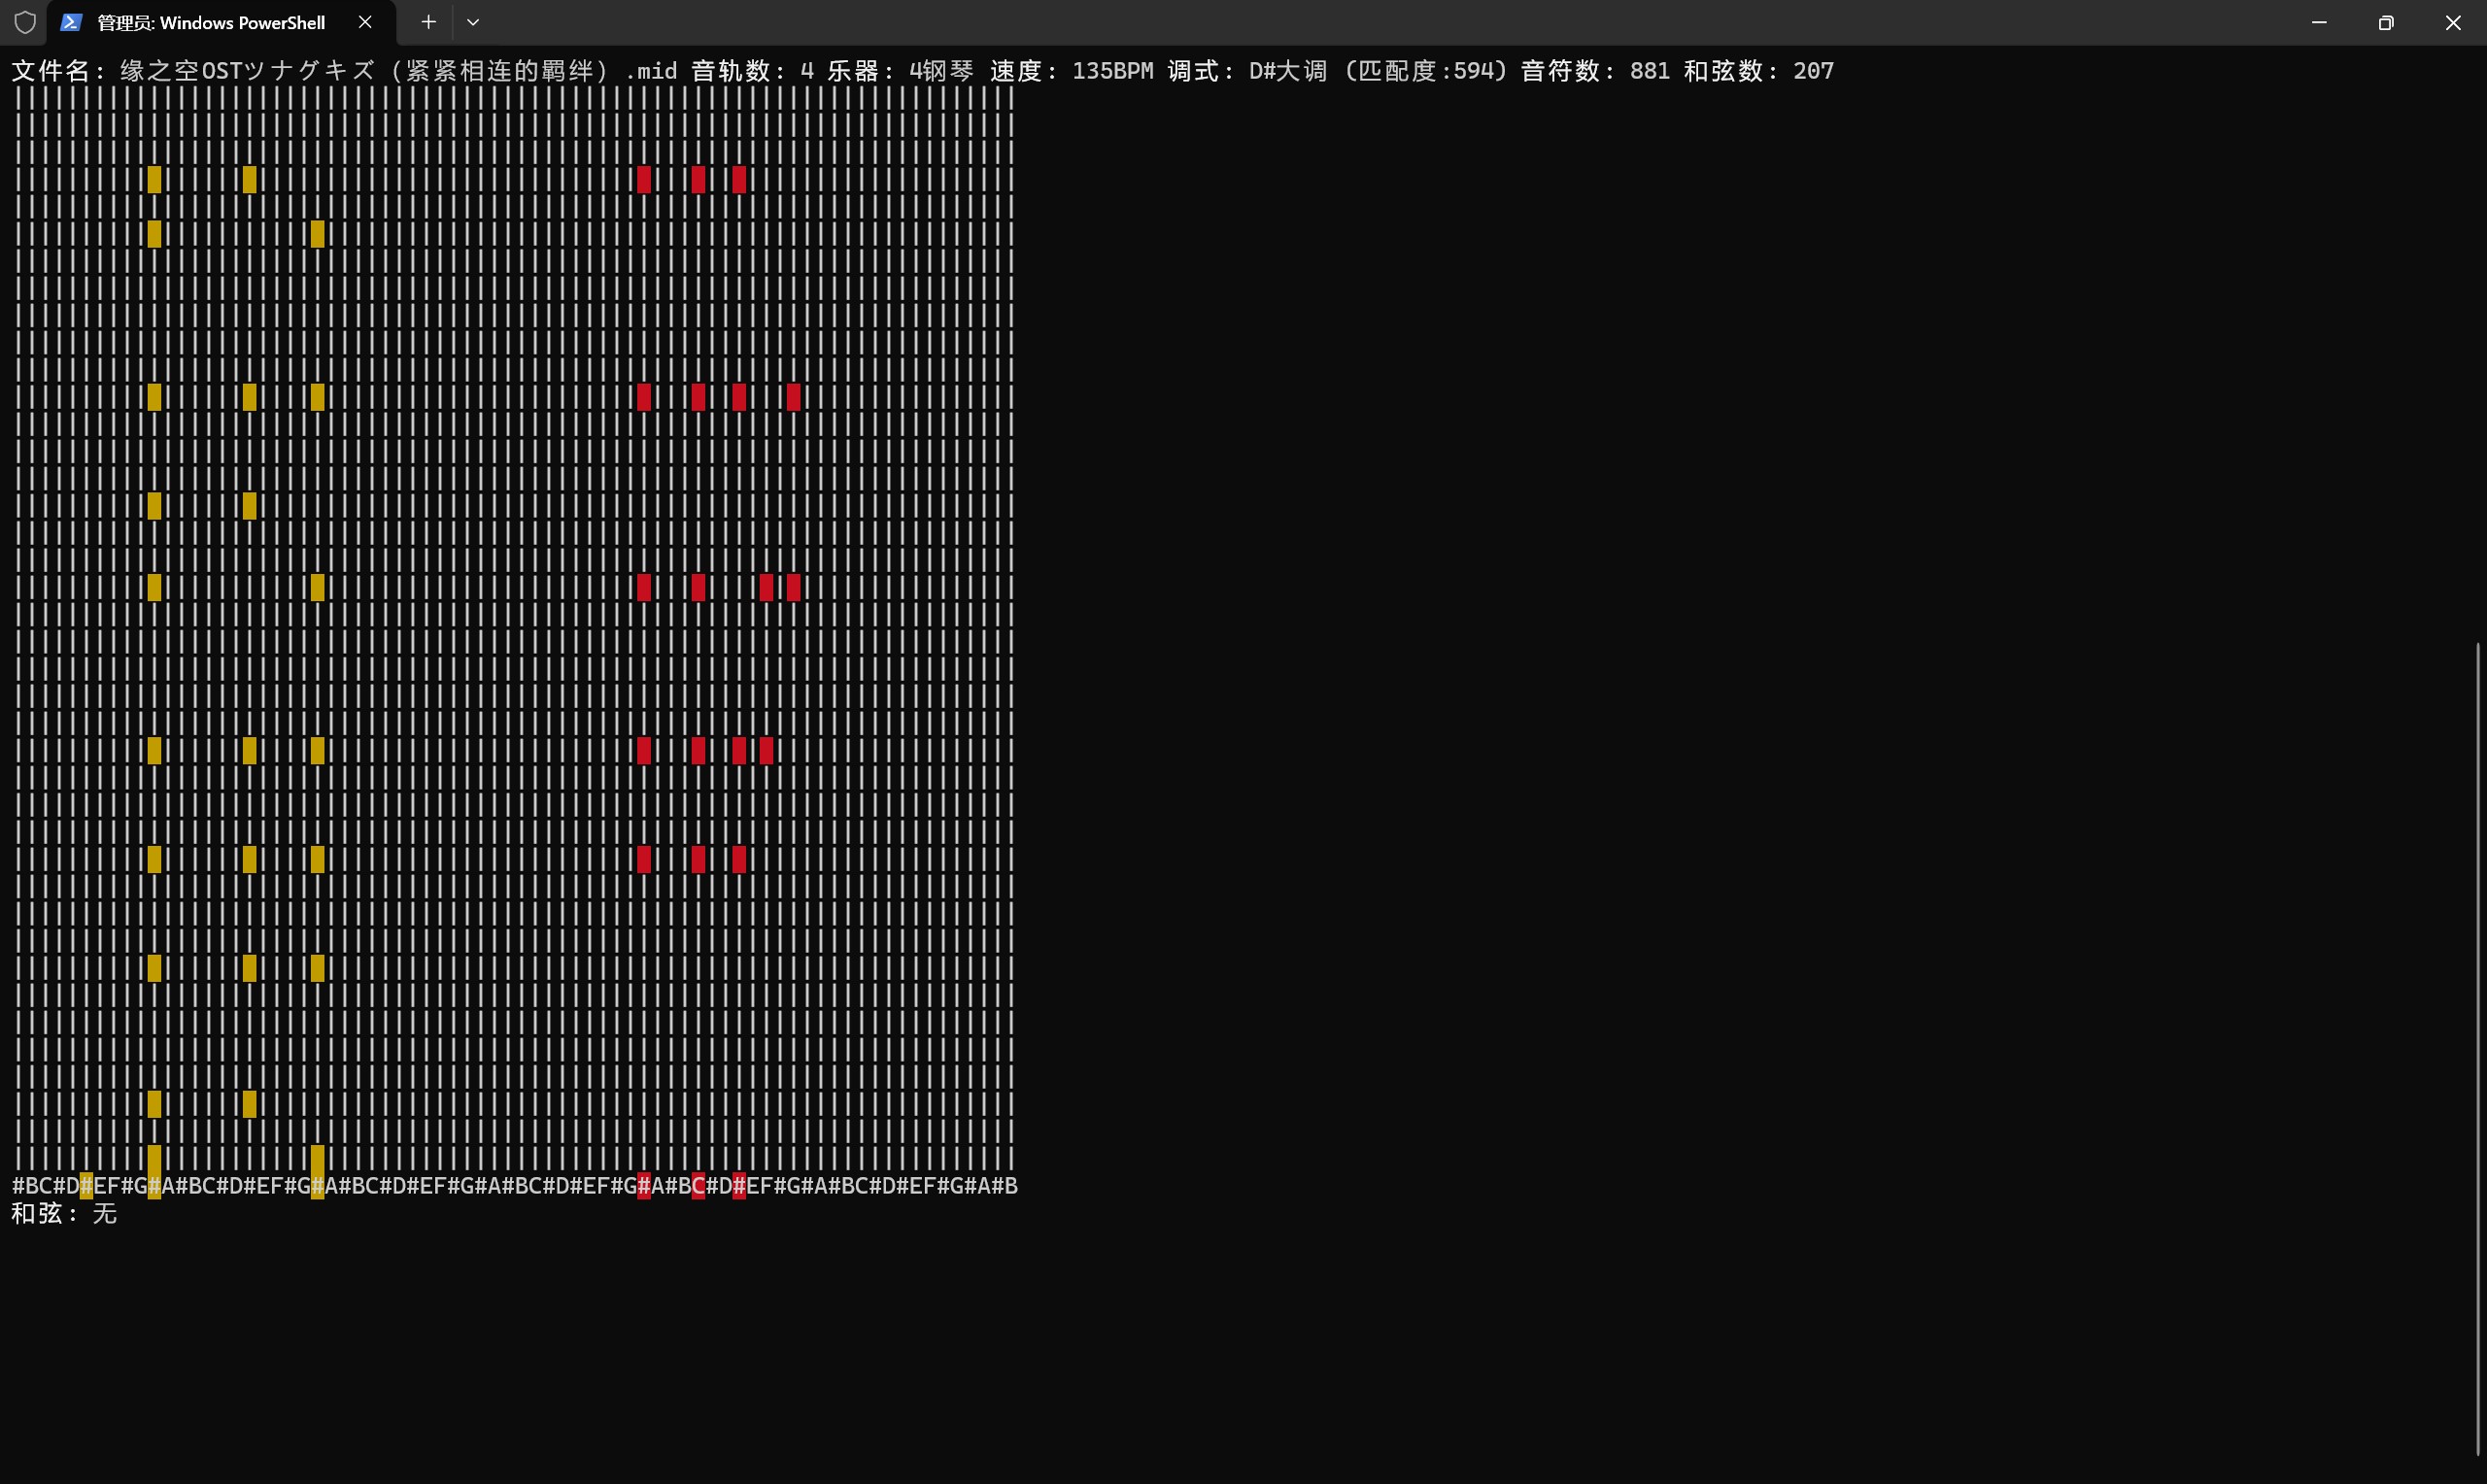 管理员: Windows PowerShell
文件名: 缘之空OSTツナグキズ (紧紧相连的羁绊) .mid 音轨数: 4 乐器: 4钢琴 速度: 135BPM 调式: D#大调 (匹配度:594) 音符数: 881 和弦数: 207
#BC#D#EF#G#A#BC#D#EF#G#A#BC#D#EF#G#A#BC#D#EF#G#A#BC#D#EF#G#A#BC#D#EF#G#A#B
和弦: 无